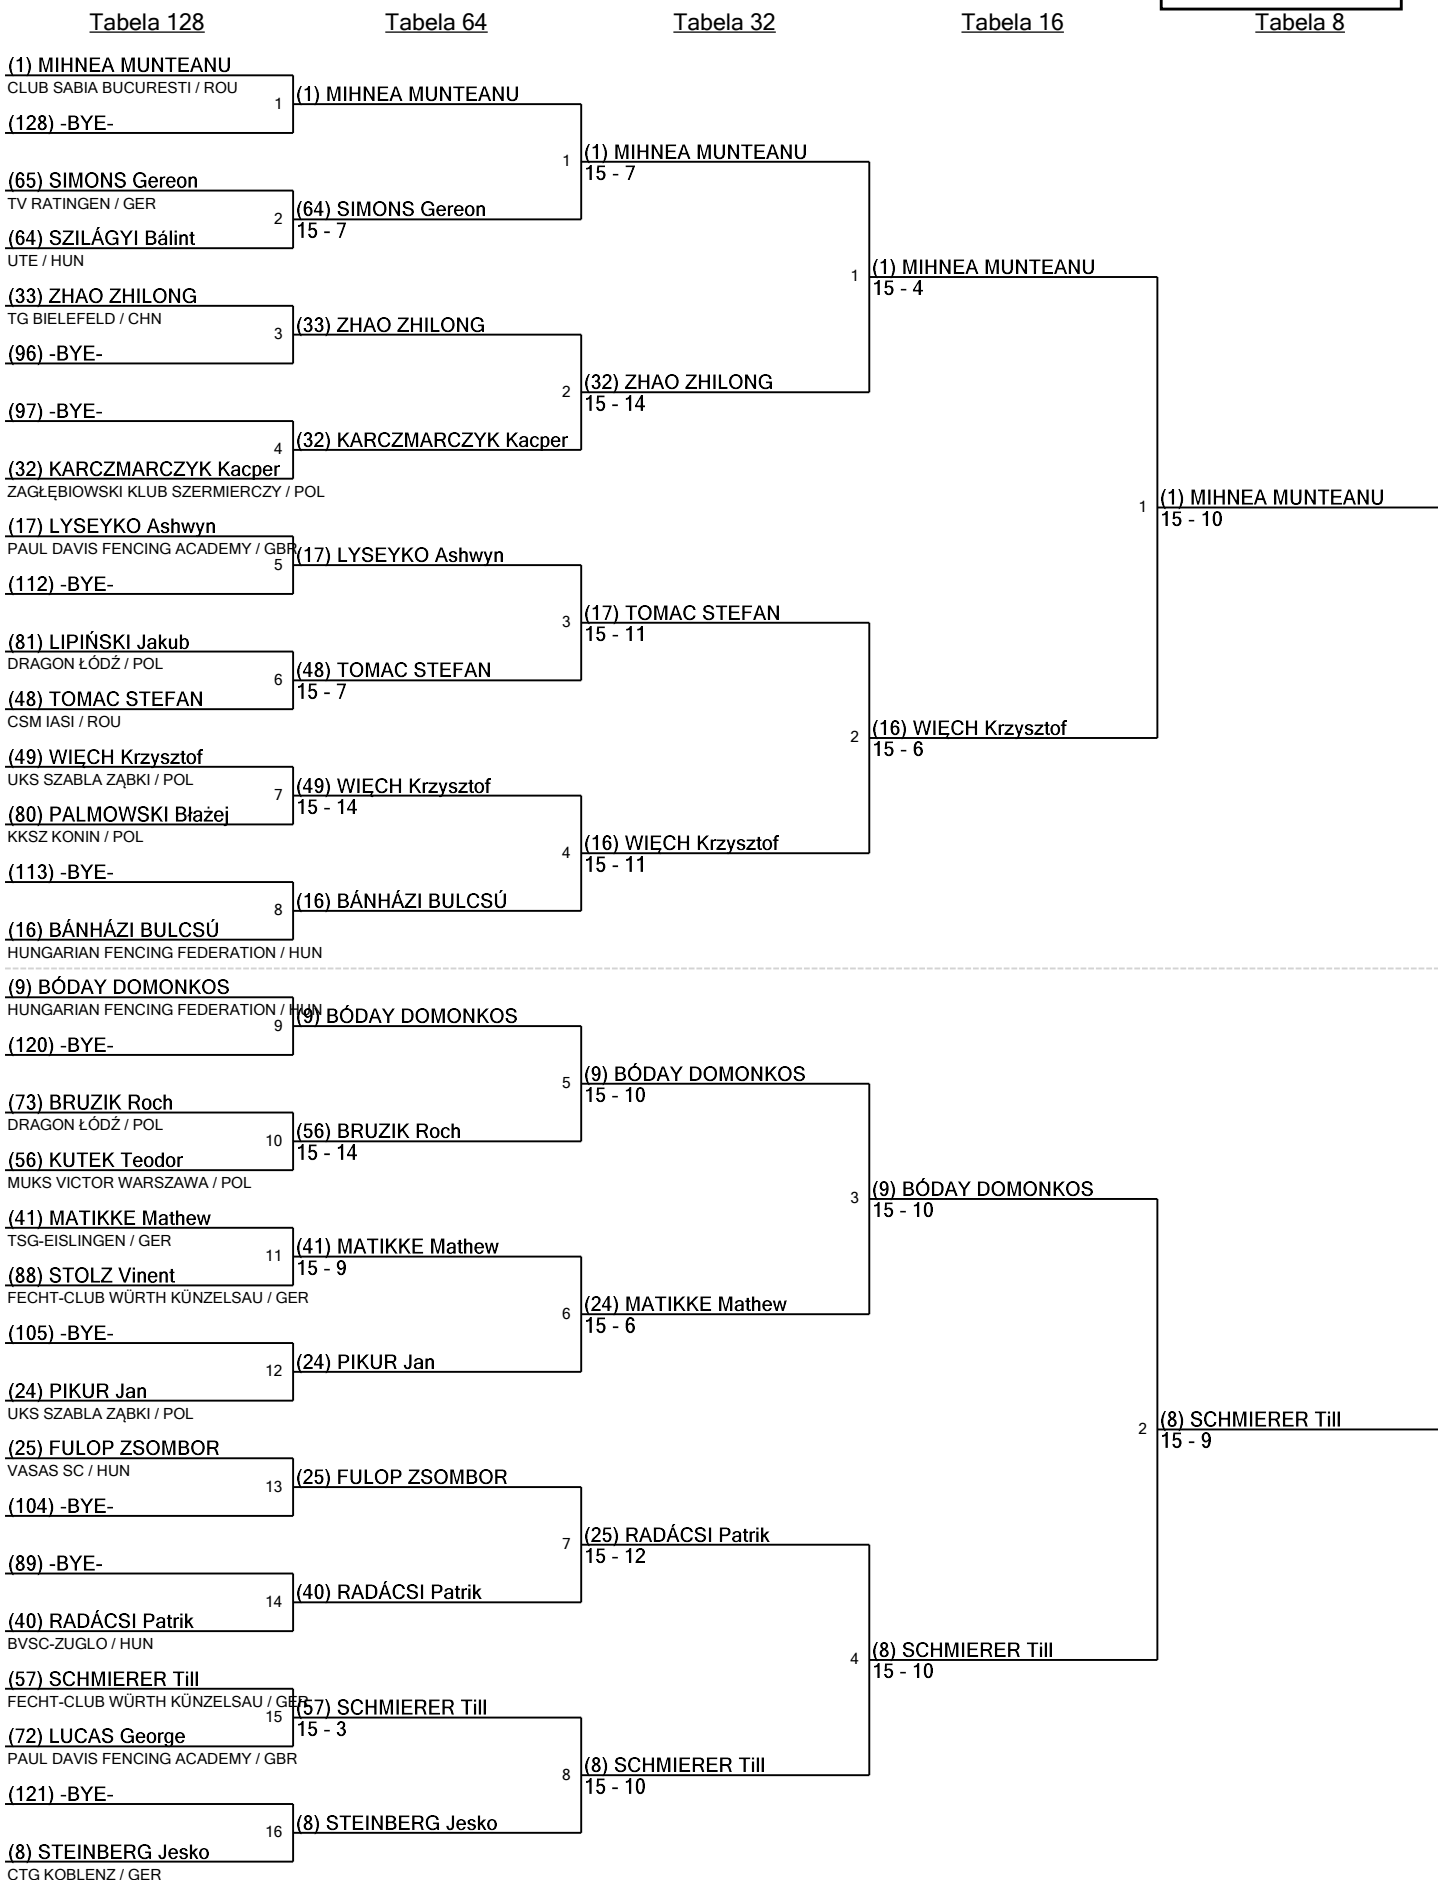 Tabela 128
Tabela 64
Tabela 32
Tabela 16
Tabela 8
(1) MIHNEA MUNTEANU
CLUB SABIA BUCURESTI / ROU
1
(128) -BYE-
(65) SIMONS Gereon
TV RATINGEN / GER
2
(64) SZILÁGYI Bálint
UTE / HUN
(33) ZHAO ZHILONG
TG BIELEFELD / CHN
3
(96) -BYE-
(97) -BYE-
4
(32) KARCZMARCZYK Kacper
ZAGŁĘBIOWSKI KLUB SZERMIERCZY / POL
(17) LYSEYKO Ashwyn
PAUL DAVIS FENCING ACADEMY / GBR
5
(112) -BYE-
(81) LIPIŃSKI Jakub
DRAGON ŁÓDŹ / POL
6
(48) TOMAC STEFAN
CSM IASI / ROU
(49) WIĘCH Krzysztof
UKS SZABLA ZĄBKI / POL
7
(80) PALMOWSKI Błażej
KKSZ KONIN / POL
(113) -BYE-
8
(16) BÁNHÁZI BULCSÚ
HUNGARIAN FENCING FEDERATION / HUN
(9) BÓDAY DOMONKOS
HUNGARIAN FENCING FEDERATION / HUN
9
(120) -BYE-
(73) BRUZIK Roch
DRAGON ŁÓDŹ / POL
10
(56) KUTEK Teodor
MUKS VICTOR WARSZAWA / POL
(41) MATIKKE Mathew
TSG-EISLINGEN / GER
11
(88) STOLZ Vinent
FECHT-CLUB WÜRTH KÜNZELSAU / GER
(105) -BYE-
12
(24) PIKUR Jan
UKS SZABLA ZĄBKI / POL
(25) FULOP ZSOMBOR
VASAS SC / HUN
13
(104) -BYE-
(89) -BYE-
14
(40) RADÁCSI Patrik
BVSC-ZUGLO / HUN
(57) SCHMIERER Till
FECHT-CLUB WÜRTH KÜNZELSAU / GER
15
(72) LUCAS George
PAUL DAVIS FENCING ACADEMY / GBR
(121) -BYE-
16
(8) STEINBERG Jesko
CTG KOBLENZ / GER
(1) MIHNEA MUNTEANU
1
(64) SIMONS Gereon
15 - 7
(33) ZHAO ZHILONG
2
(32) KARCZMARCZYK Kacper
(17) LYSEYKO Ashwyn
3
(48) TOMAC STEFAN
15 - 7
(49) WIĘCH Krzysztof
15 - 14
4
(16) BÁNHÁZI BULCSÚ
(9) BÓDAY DOMONKOS
5
(56) BRUZIK Roch
15 - 14
(41) MATIKKE Mathew
15 - 9
6
(24) PIKUR Jan
(25) FULOP ZSOMBOR
7
(40) RADÁCSI Patrik
(57) SCHMIERER Till
15 - 3
8
(8) STEINBERG Jesko
(1) MIHNEA MUNTEANU
15 - 7
1
(32) ZHAO ZHILONG
15 - 14
(17) TOMAC STEFAN
15 - 11
2
(16) WIĘCH Krzysztof
15 - 11
(9) BÓDAY DOMONKOS
15 - 10
3
(24) MATIKKE Mathew
15 - 6
(25) RADÁCSI Patrik
15 - 12
4
(8) SCHMIERER Till
15 - 10
(1) MIHNEA MUNTEANU
15 - 4
1
(16) WIĘCH Krzysztof
15 - 6
(9) BÓDAY DOMONKOS
15 - 10
2
(8) SCHMIERER Till
15 - 10
(1) MIHNEA MUNTEANU
15 - 10
(8) SCHMIERER Till
15 - 9